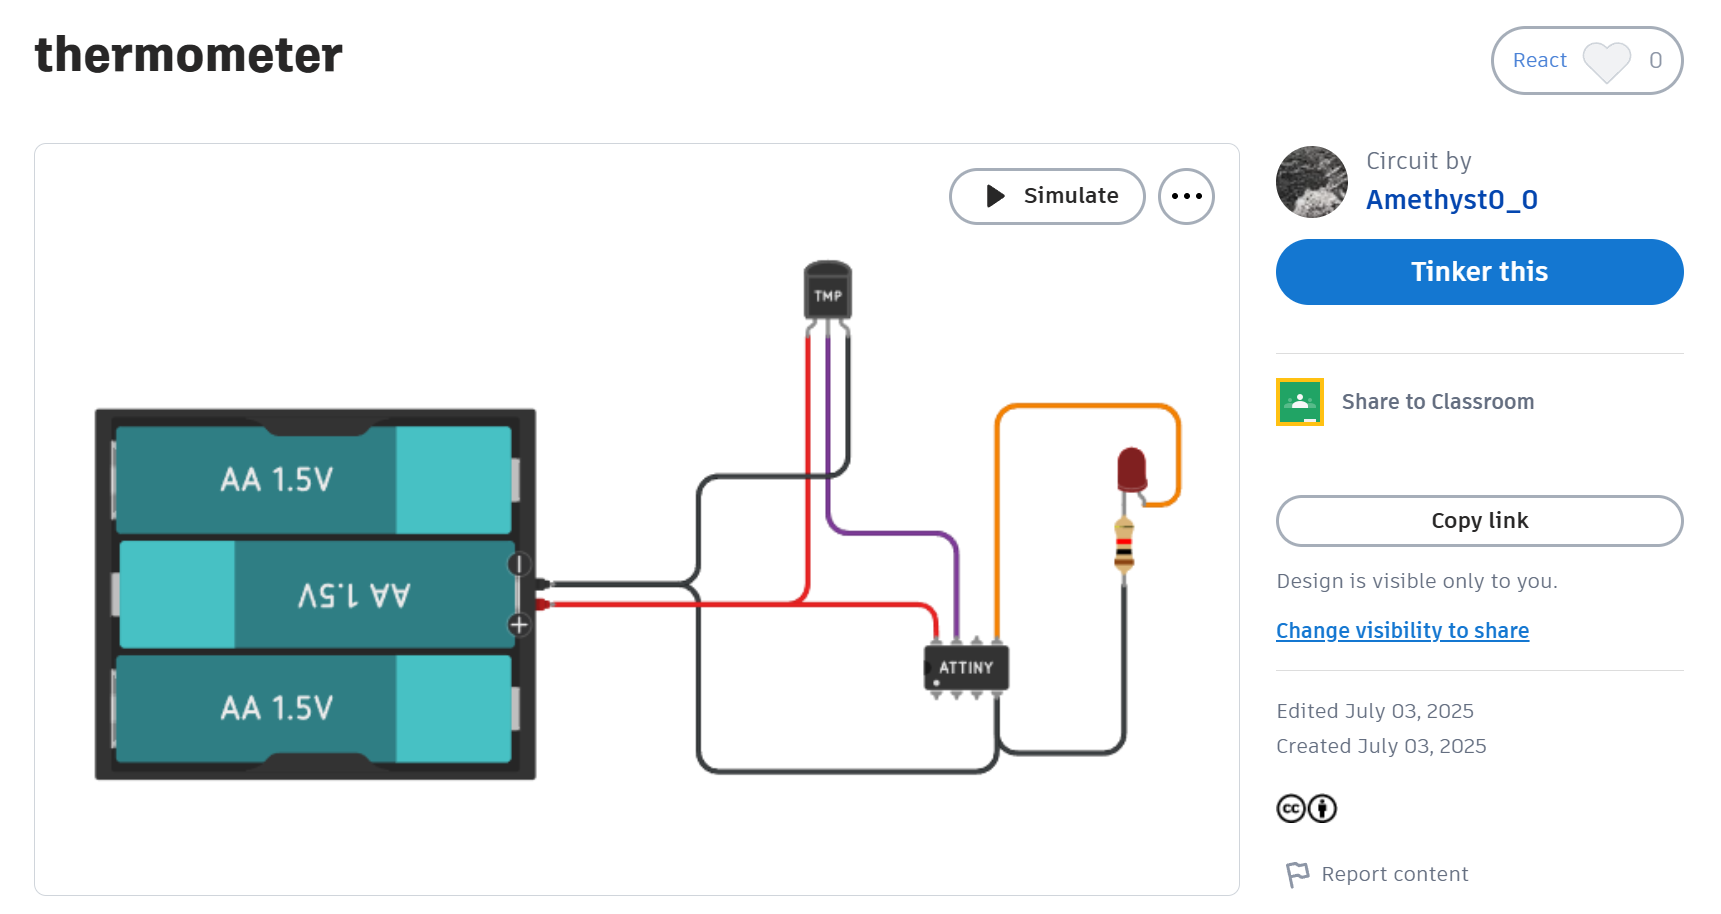 thermometer
React 0
Simulate
Circuit by
Amethyst0_0
Tinker this
TMP
Share to Classroom
AA 1.5V
AA 1.5V
AA 1.5V
ATTINY
Copy link
Design is visible only to you.
Change visibility to share
Edited July 03, 2025
Created July 03, 2025
cc
Report content